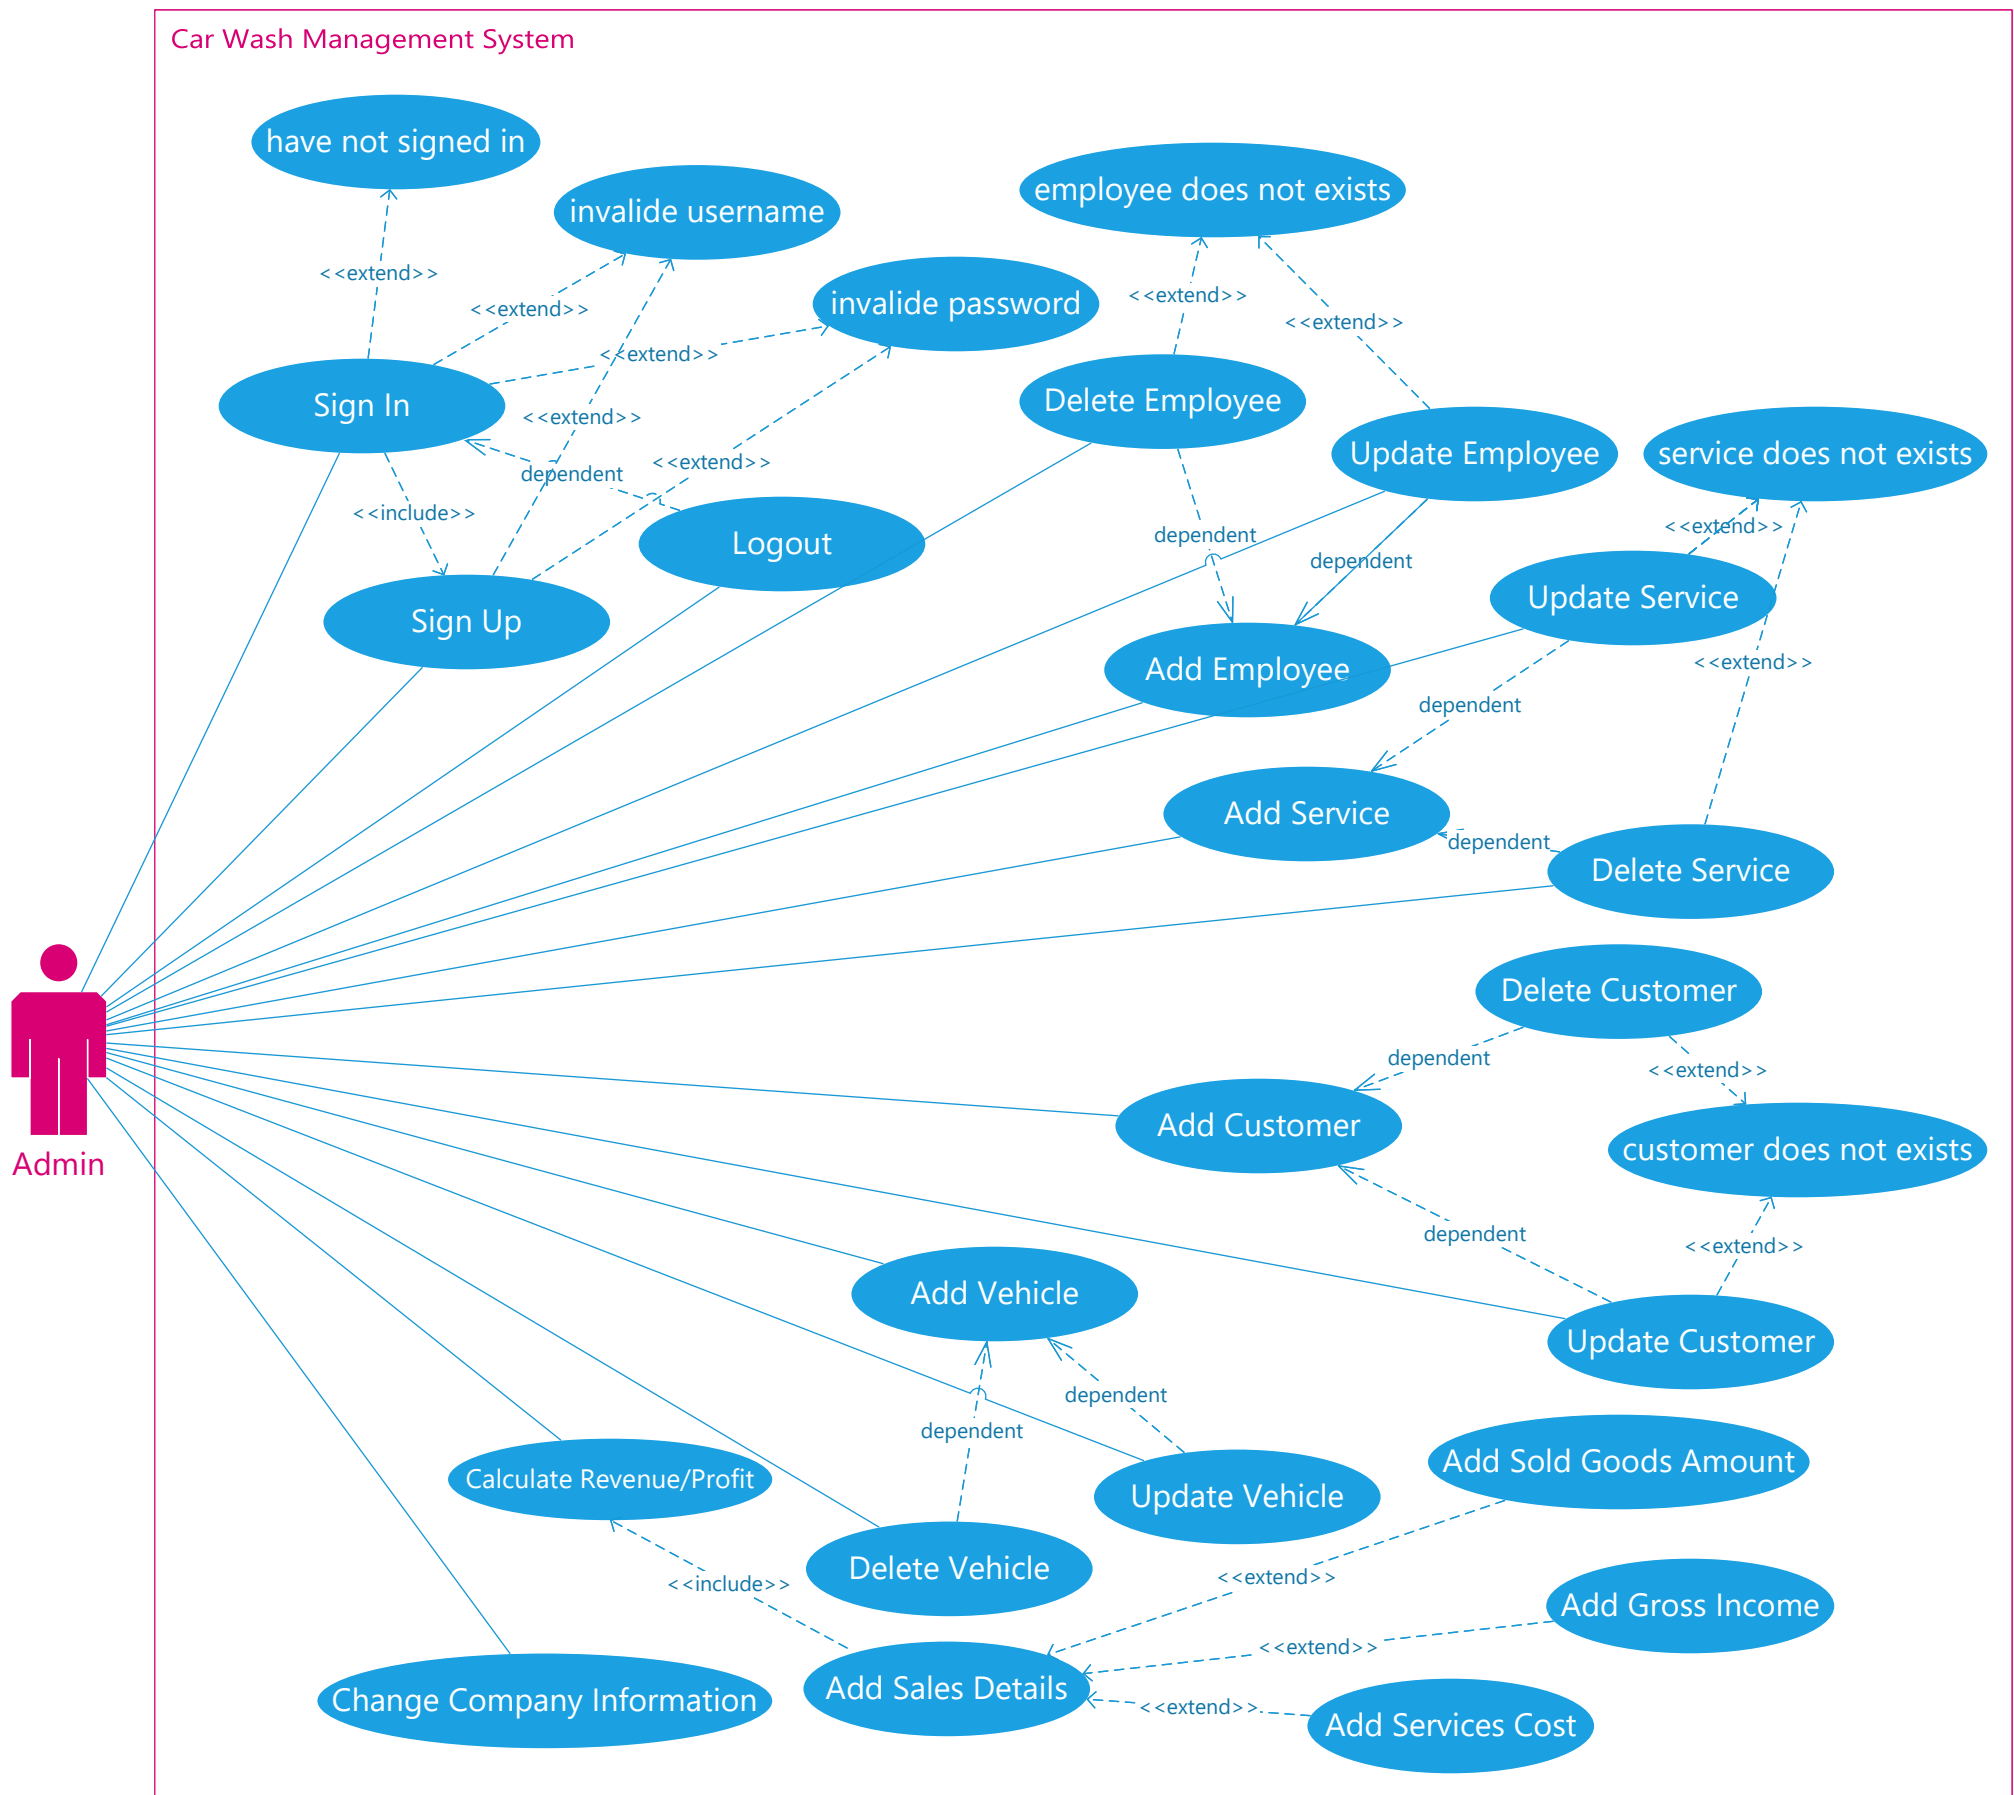 Car Wash Management System
have not signed in
invalide username
employee does not exists
<<extend>>
<<extend>>
<<extend>>
invalide password
<<extend>>
<<extend>>
Sign In
<<extend>>
Delete Employee
Update Employee
service does not exists
dependent
<<extend>>
<<include>>
Logout
dependent
dependent
<<extend>>
Sign Up
Update Service
Add Employee
<<extend>>
dependent
Add Service
dependent
Delete Service
Delete Customer
dependent
<<extend>>
Add Customer
customer does not exists
Admin
dependent
<<extend>>
Add Vehicle
Update Customer
dependent
dependent
Add Sold Goods Amount
Calculate Revenue/Profit
Update Vehicle
Delete Vehicle
<<include>>
<<extend>>
Add Gross Income
<<extend>>
Add Sales Details
Change Company Information
<<extend>>
Add Services Cost